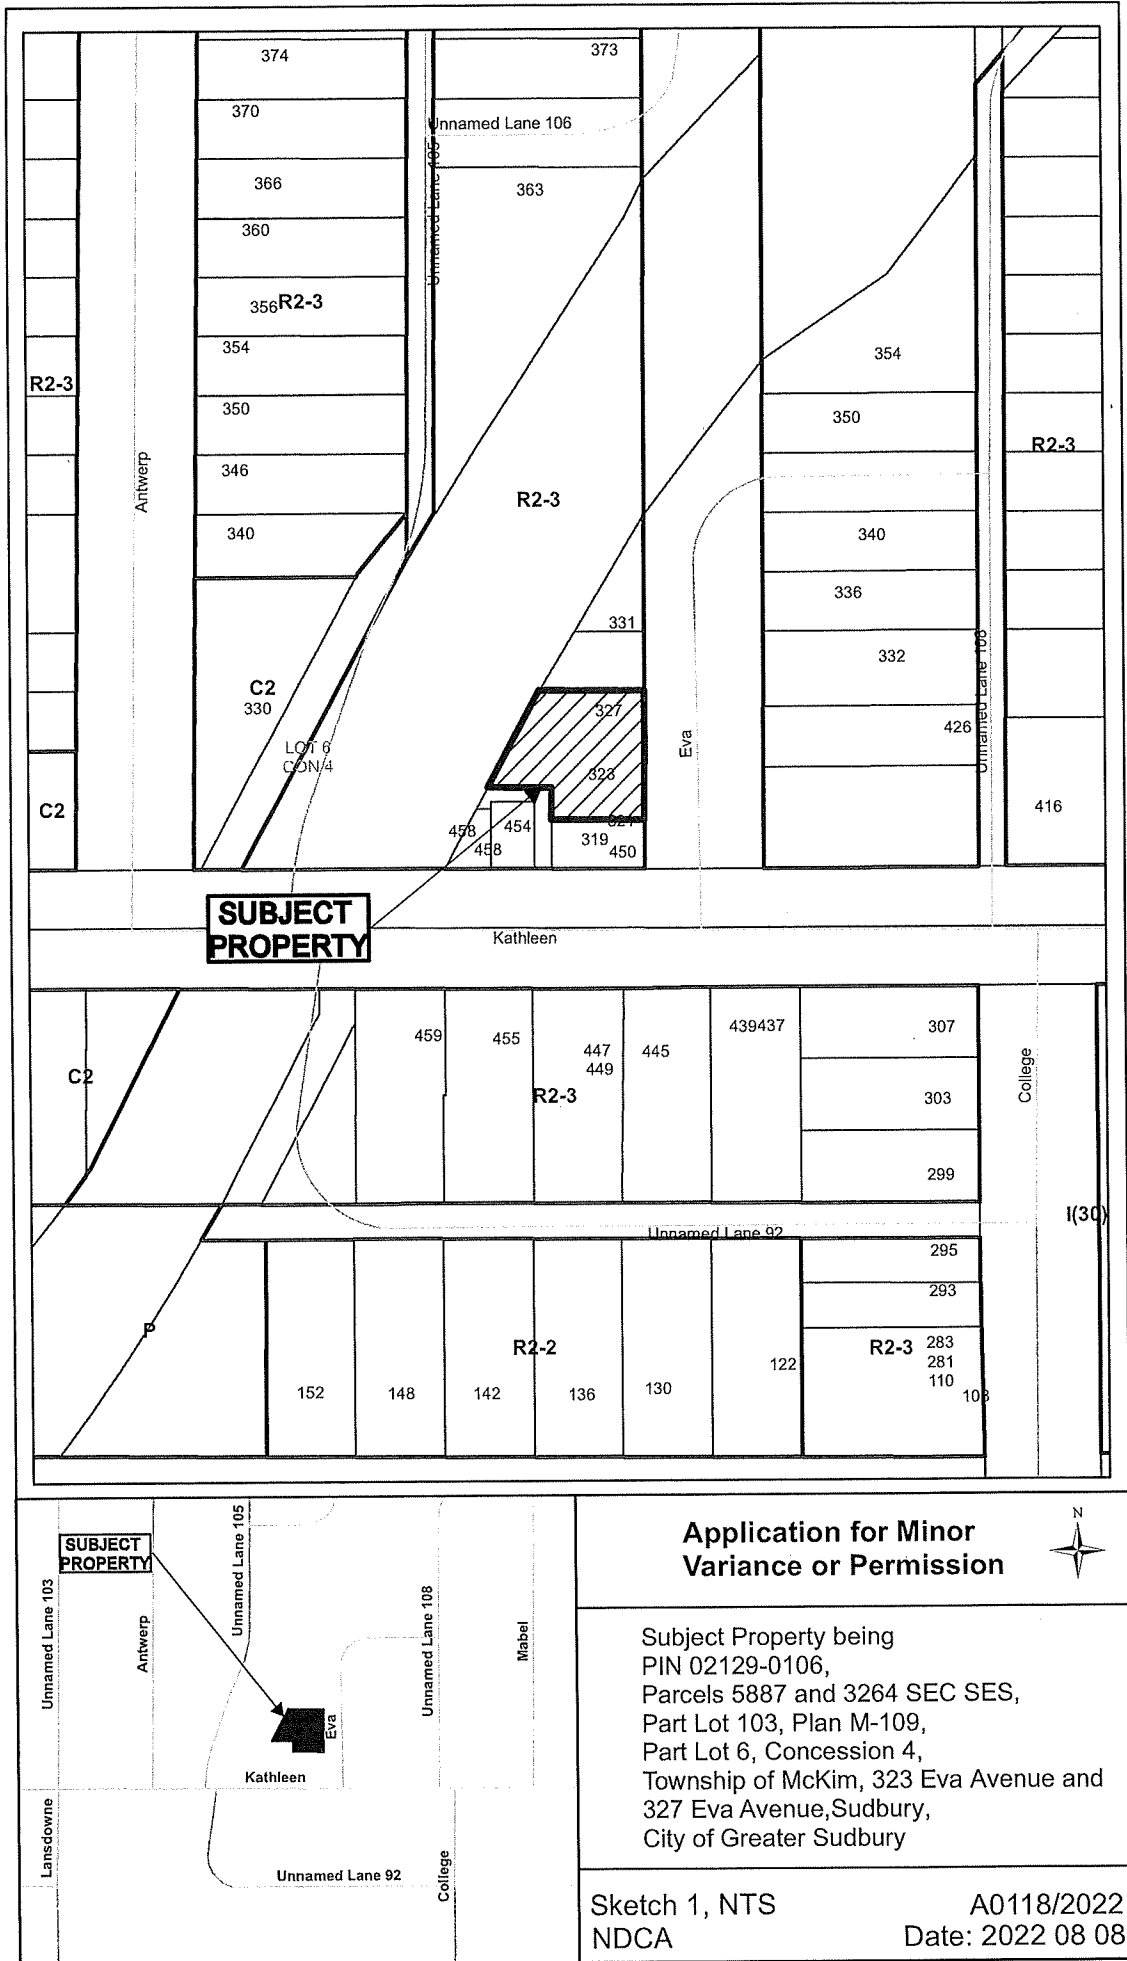 374
373
370
Unnamed Lane 106
Unnamed Lane 105
366
363
360
356
R2-3
354
354
R2-3
350
350
R2-3
Antwerp
346
R2-3
340
340
336
331
332
Unnamed Lane 108
C2
330
327
426
Eva
LOT 6
CON 4
323
C2
416
458
454
321
319
458
450
SUBJECT
PROPERTY
Kathleen
459
455
447
449
445
439437
307
College
C2
R2-3
303
299
I(30)
Unnamed Lane 92
295
293
P
R2-2
R2-3
283
281
110
108
122
152
148
142
136
130
SUBJECT
PROPERTY
Unnamed Lane 105
Unnamed Lane 103
Antwerp
Unnamed Lane 108
Mabel
Eva
Kathleen
Lansdowne
Unnamed Lane 92
College
Application for Minor
Variance or Permission
N
Subject Property being
PIN 02129-0106,
Parcels 5887 and 3264 SEC SES,
Part Lot 103, Plan M-109,
Part Lot 6, Concession 4,
Township of McKim, 323 Eva Avenue and
327 Eva Avenue,Sudbury,
City of Greater Sudbury
Sketch 1, NTS
A0118/2022
NDCA
Date: 2022 08 08